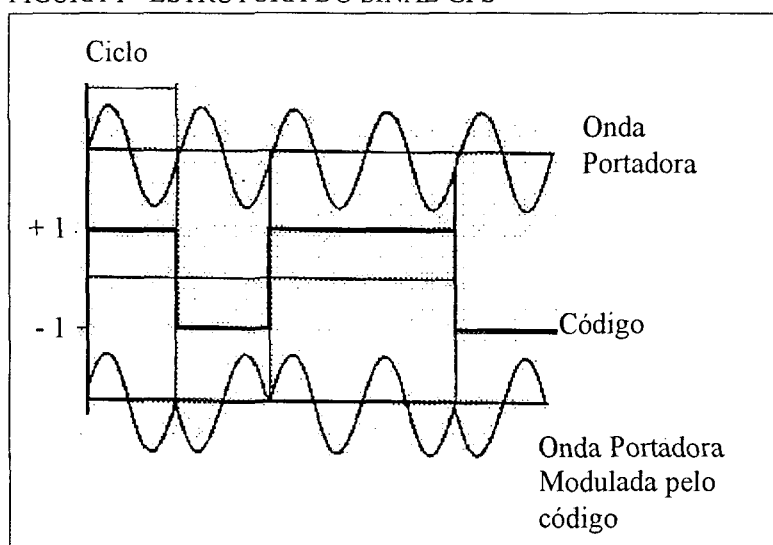 Ciclo
Onda
Portadora
+ 1
- 1
Código
Onda Portadora
Modulada pelo
código